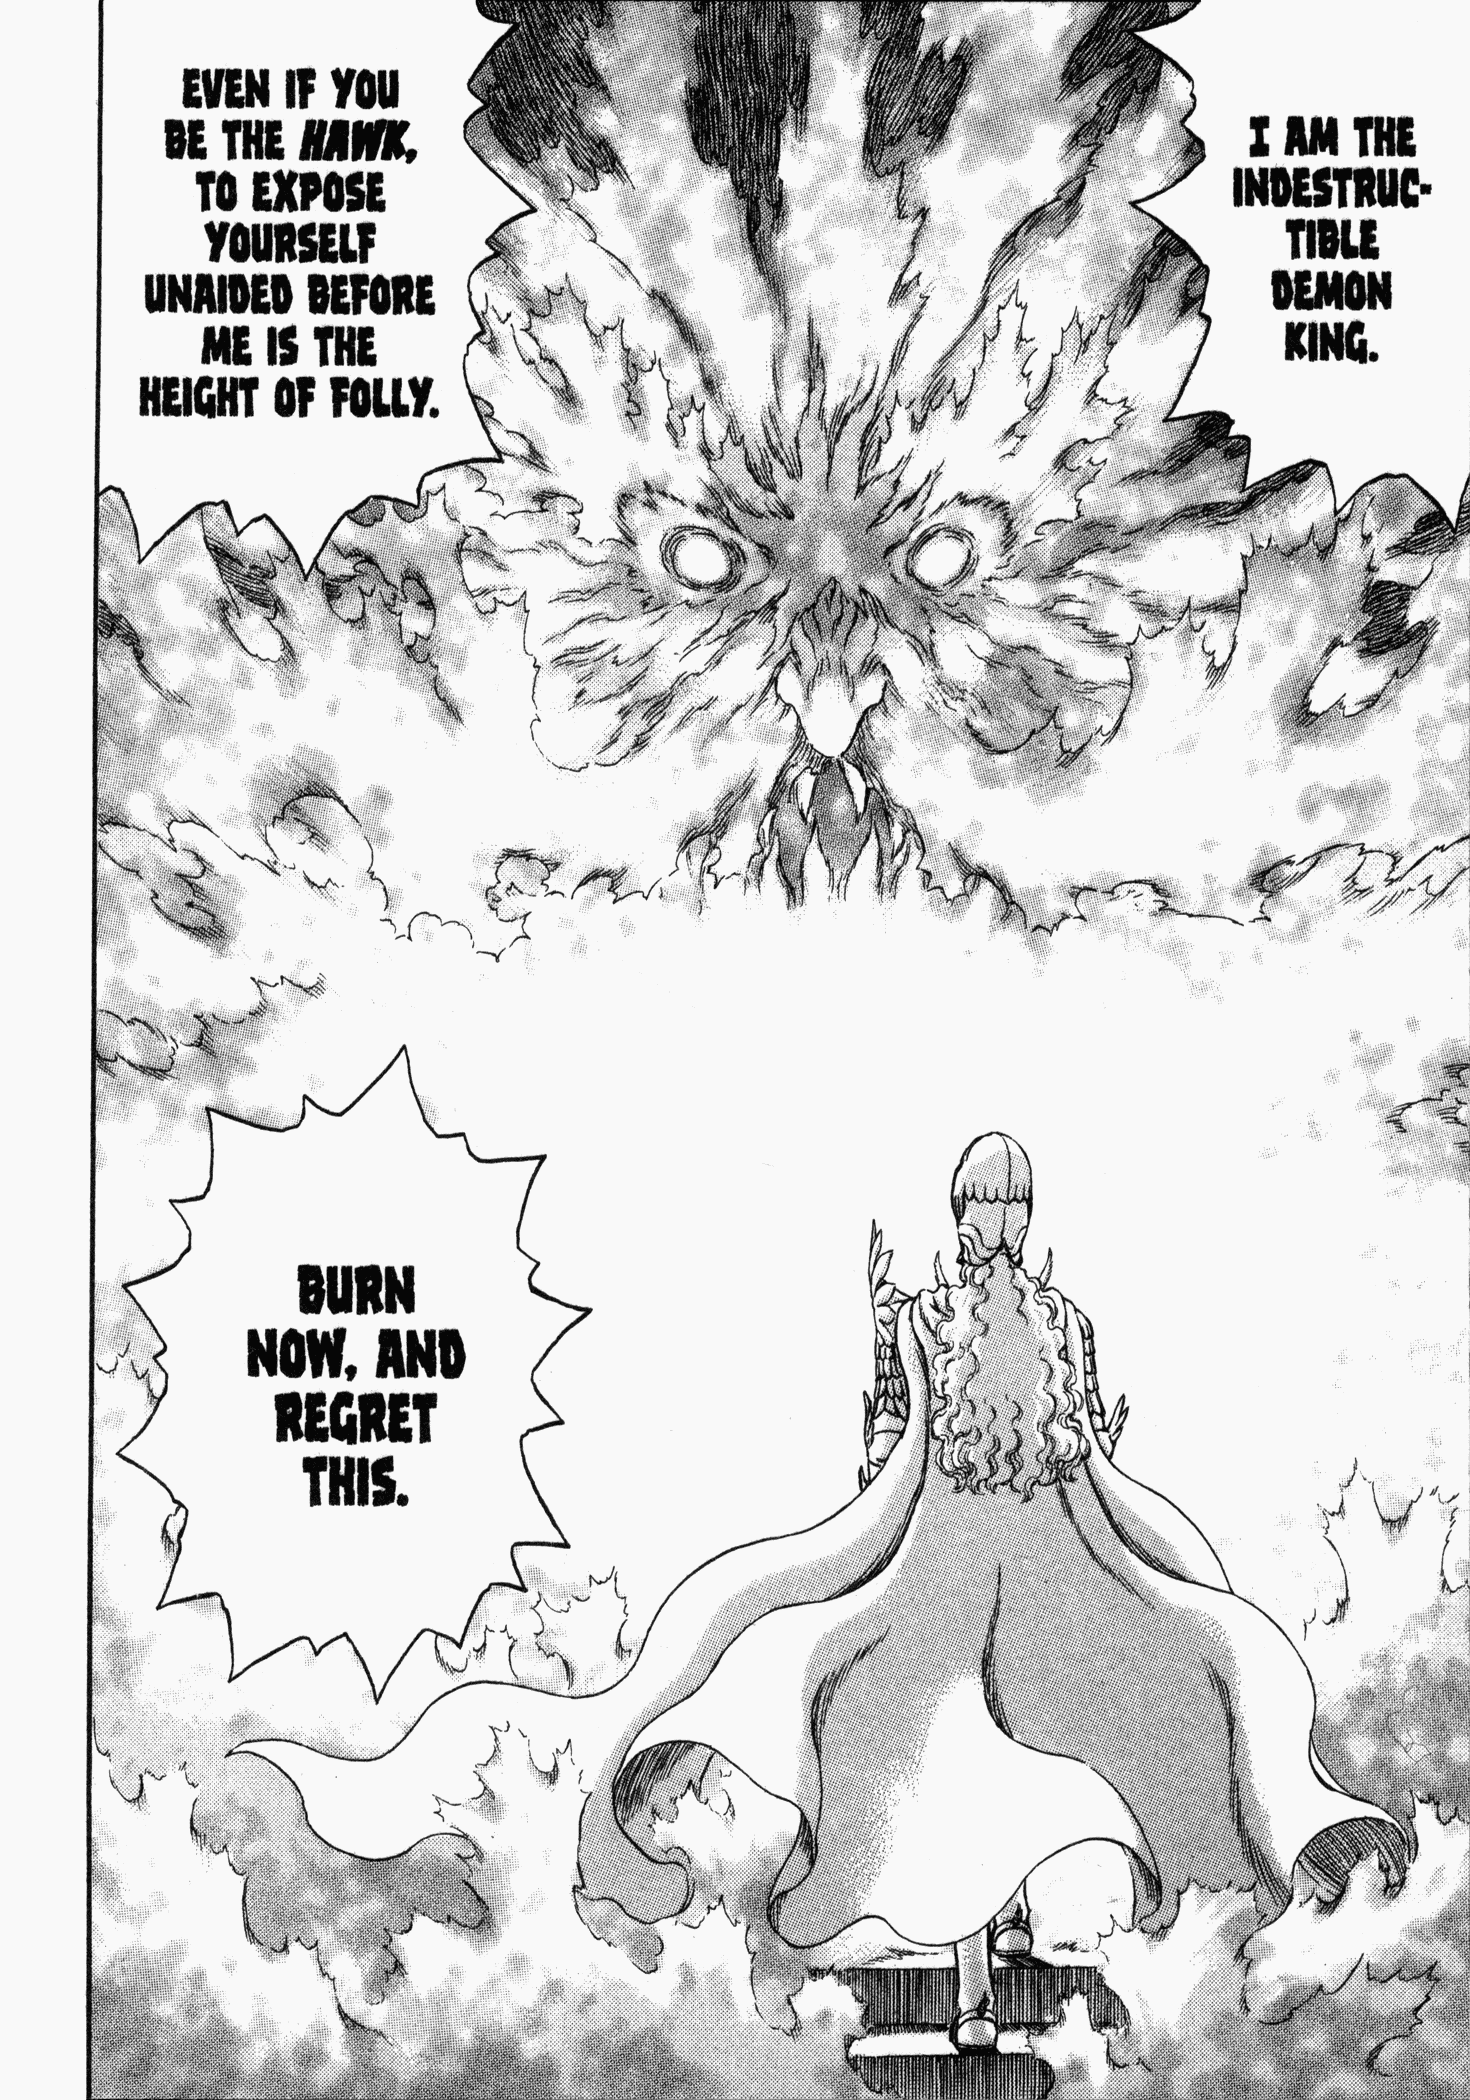 I AM THE
INDESTRUC-
TIBLE
DEMON
KING.
EVEN IF YOU
BE THE HAWK,
TO EXPOSE
YOURSELF
UNAIDED BEFORE
ME IS THE
HEIGHT OF FOLLY.
BURN
NOW, AND
REGRET
THIS.